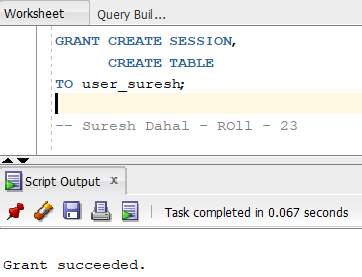 Worksheet Query Buil...
GRANT CREATE SESSION,
CREATE TABLE
TO user_suresh;
-- Suresh Dahal - ROll - 23
Script Output x
Task completed in 0.067 seconds
Grant succeeded.